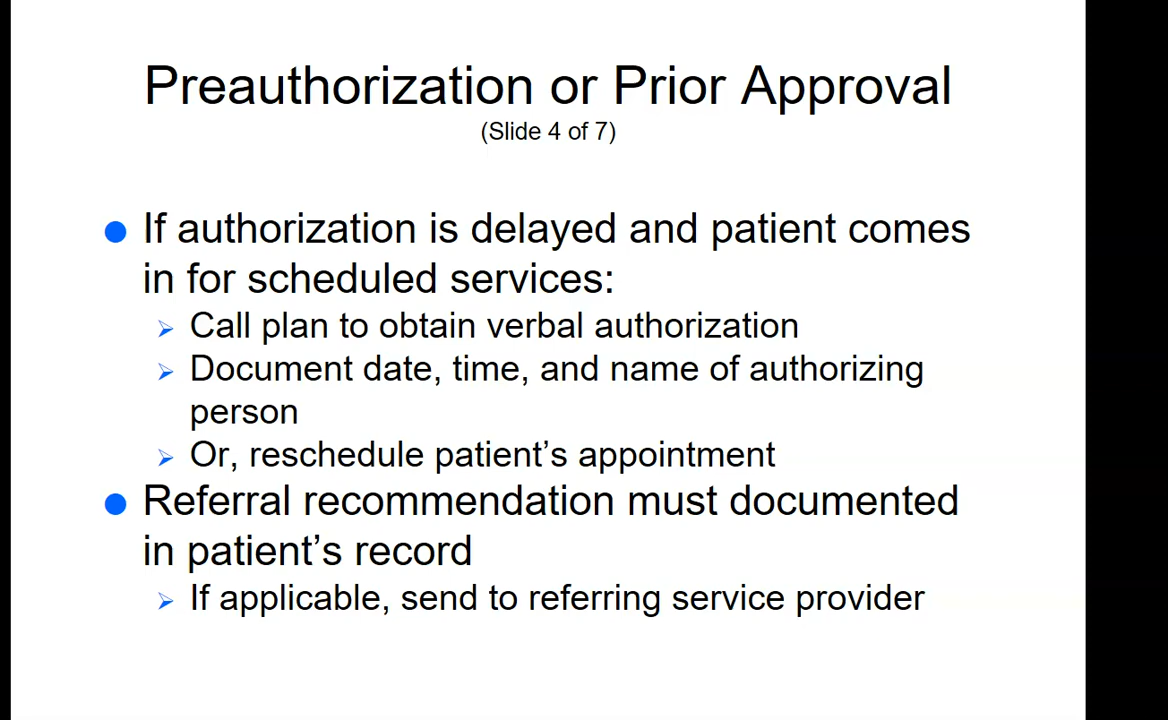 Preauthorization or Prior Approval
(Slide 4 of 7)
If authorization is delayed and patient comes
in for scheduled services:
Call plan to obtain verbal authorization
Document date, time, and name of authorizing
person
Or, reschedule patient’s appointment
Referral recommendation must documented
in patient’s record
If applicable, send to referring service provider